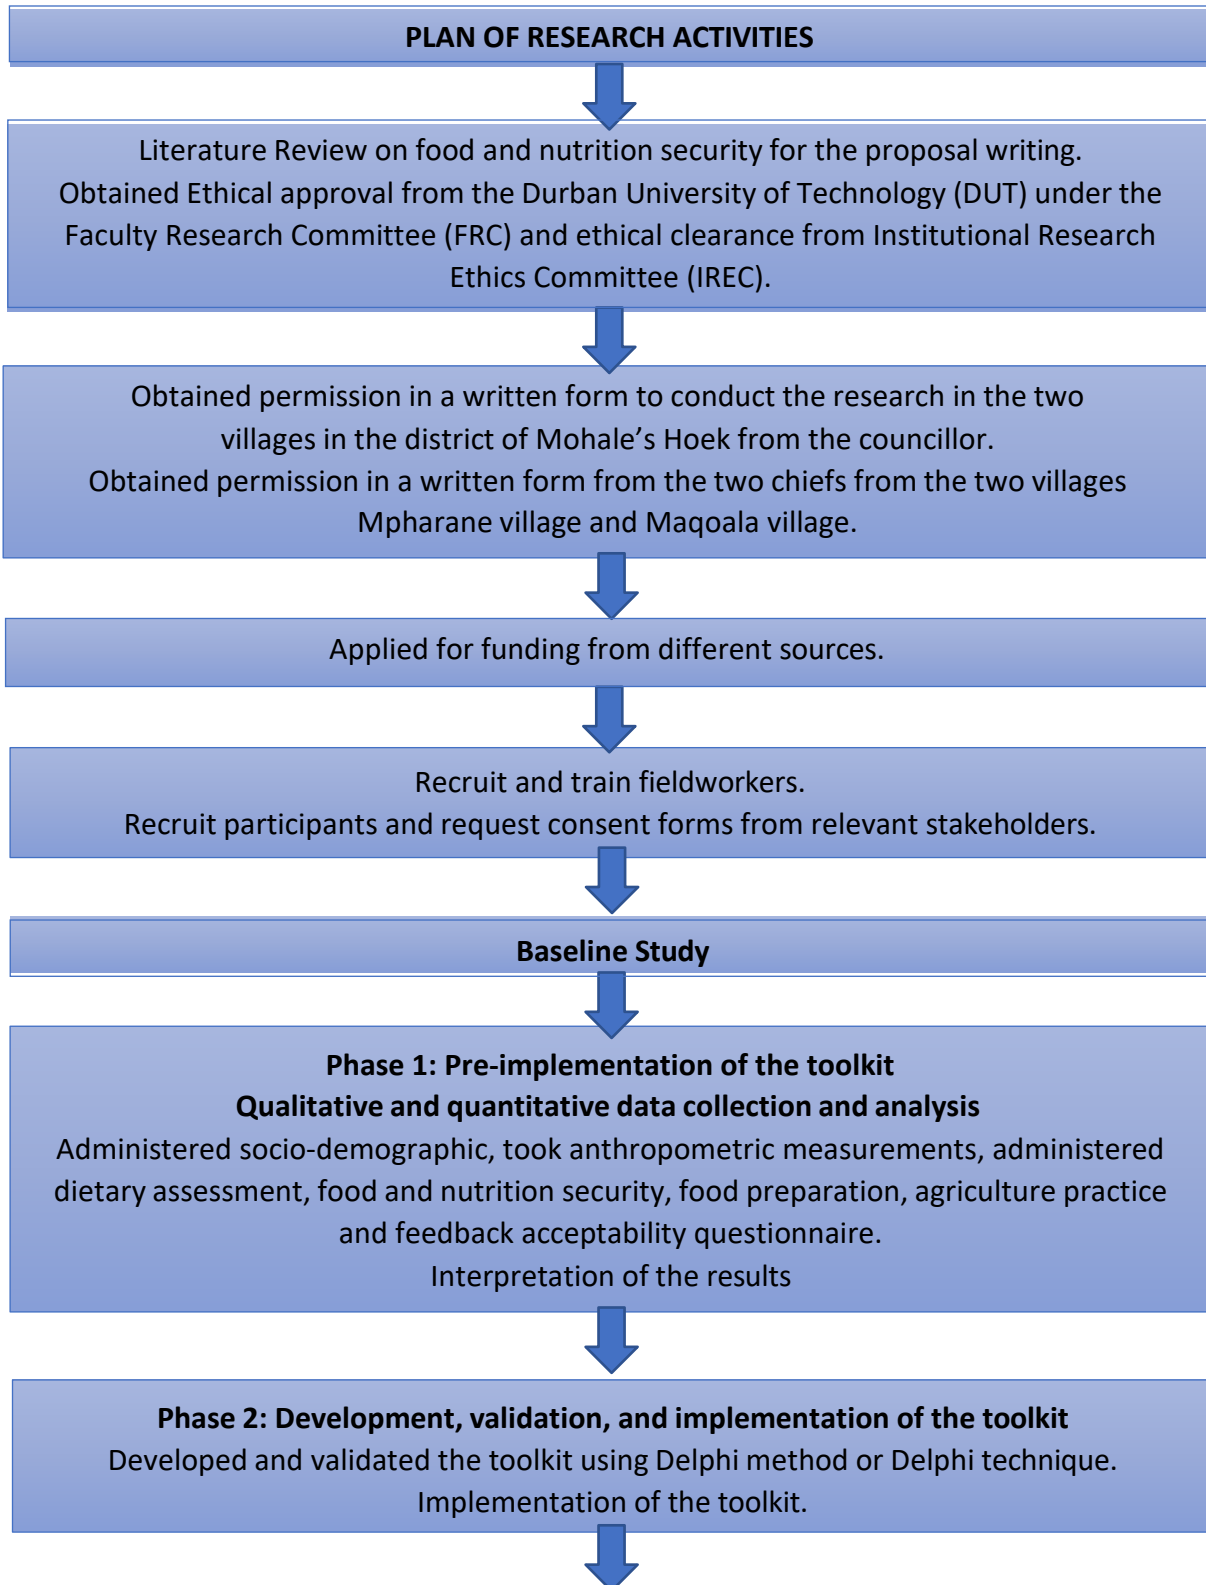 PLAN OF RESEARCH ACTIVITIES
Literature Review on food and nutrition security for the proposal writing.
Obtained Ethical approval from the Durban University of Technology (DUT) under the
Faculty Research Committee (FRC) and ethical clearance from Institutional Research
Ethics Committee (IREC).
Obtained permission in a written form to conduct the research in the two
villages in the district of Mohale’s Hoek from the councillor.
Obtained permission in a written form from the two chiefs from the two villages
Mpharane village and Maqoala village.
Applied for funding from different sources.
Recruit and train fieldworkers.
Recruit participants and request consent forms from relevant stakeholders.
Baseline Study
Phase 1: Pre-implementation of the toolkit
Qualitative and quantitative data collection and analysis
Administered socio-demographic, took anthropometric measurements, administered
dietary assessment, food and nutrition security, food preparation, agriculture practice
and feedback acceptability questionnaire.
Interpretation of the results
Phase 2: Development, validation, and implementation of the toolkit
Developed and validated the toolkit using Delphi method or Delphi technique.
Implementation of the toolkit.